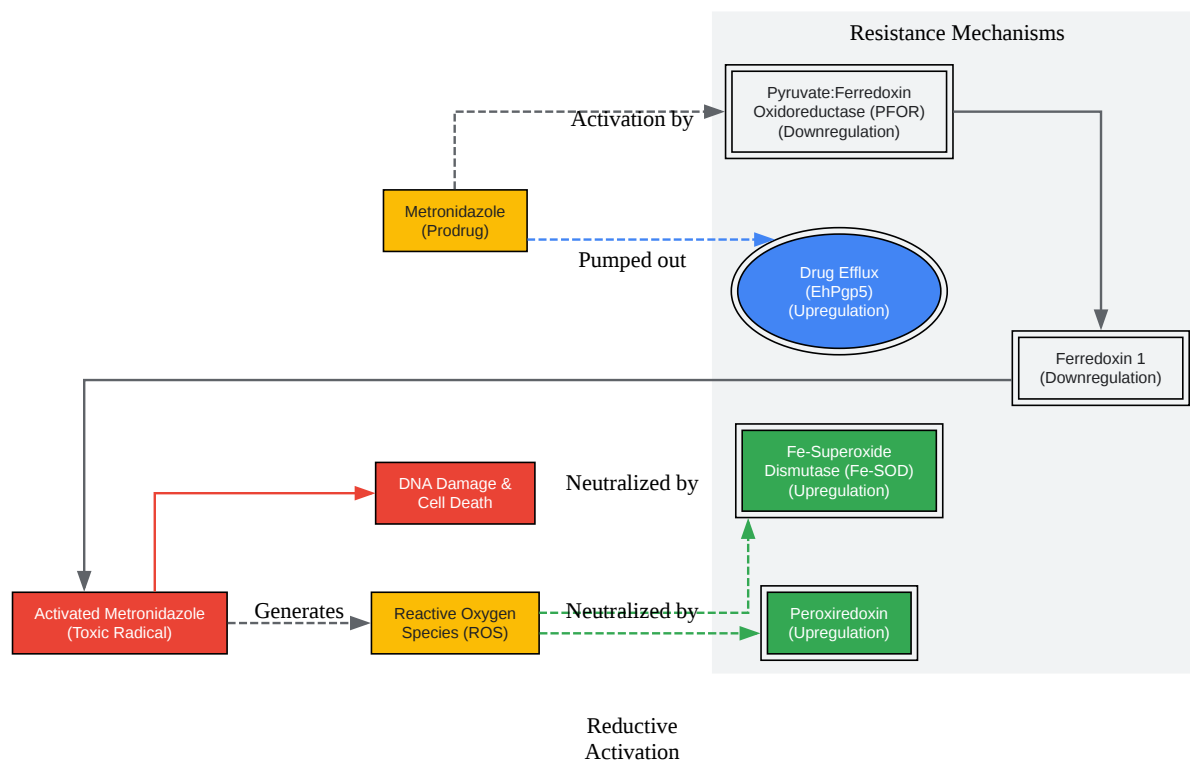 Resistance Mechanisms
Pyruvate:Ferredoxin
Oxidoreductase (PFOR)
(Downregulation)
Activation by
Metronidazole
(Prodrug)
Pumped out
Drug Efflux
(EhPgp5)
(Upregulation)
Ferredoxin 1
(Downregulation)
Fe-Superoxide
Dismutase (Fe-SOD)
(Upregulation)
DNA Damage &
Cell Death
Neutralized by
Activated Metronidazole
(Toxic Radical)
Generates
Reactive Oxygen
Species (ROS)
Neutralized by
Peroxiredoxin
(Upregulation)
Reductive
Activation